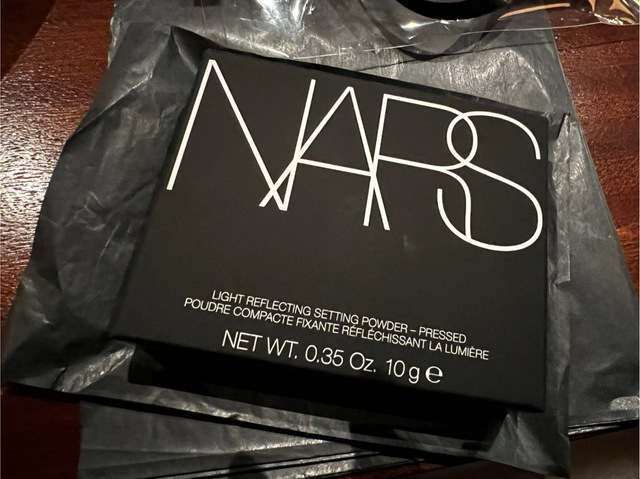 NARS
LIGHT REFLECTING SETTING POWDER – PRESSED
POUDRE COMPACTE FIXANTE RÉFLÉCHISSANT LA LUMIÈRE
NET WT. 0.35 Oz. 10 g ℮